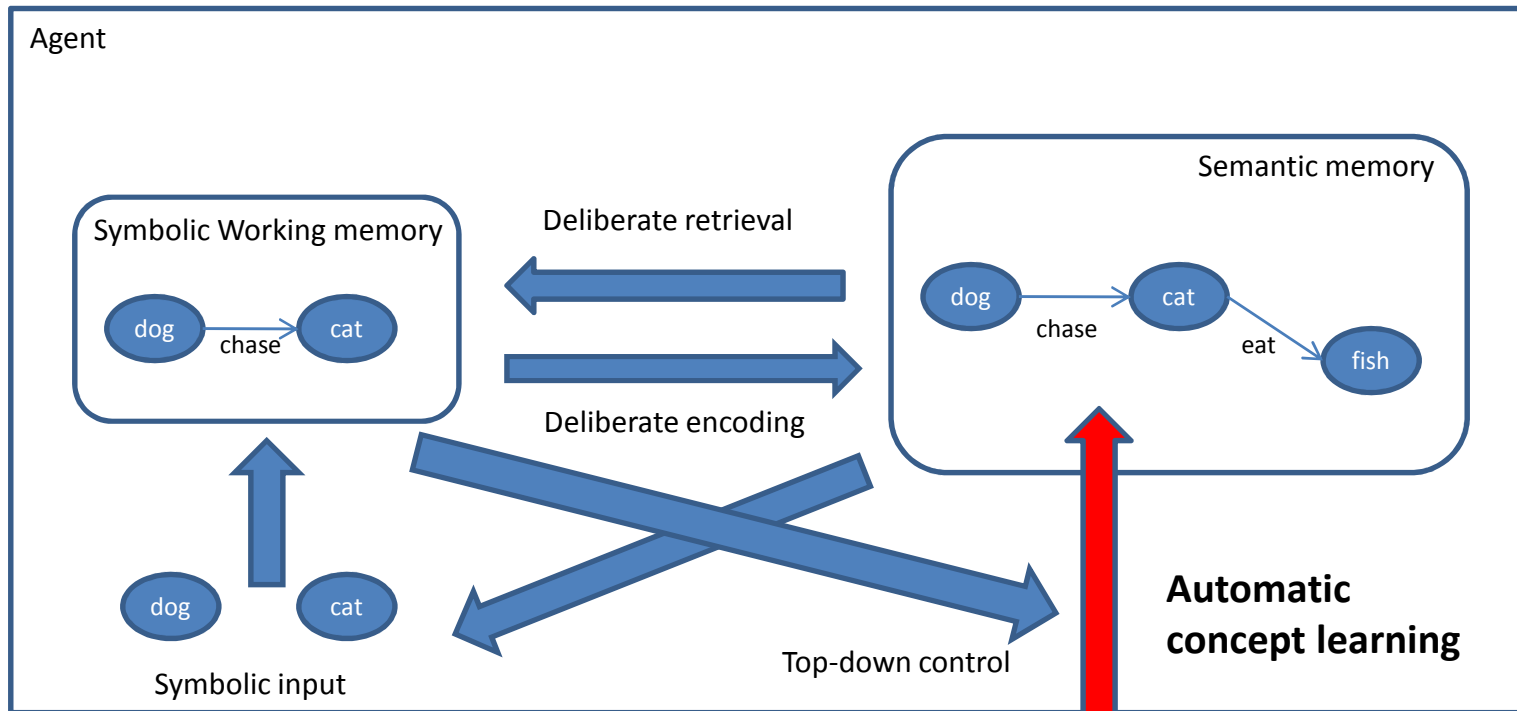 Agent
Semantic memory
Symbolic Working memory
Deliberate retrieval
dog
cat
chase
eat
fish
dog
cat
chase
Deliberate encoding
dog
cat
Symbolic input
Top-down control
Automatic
concept learning